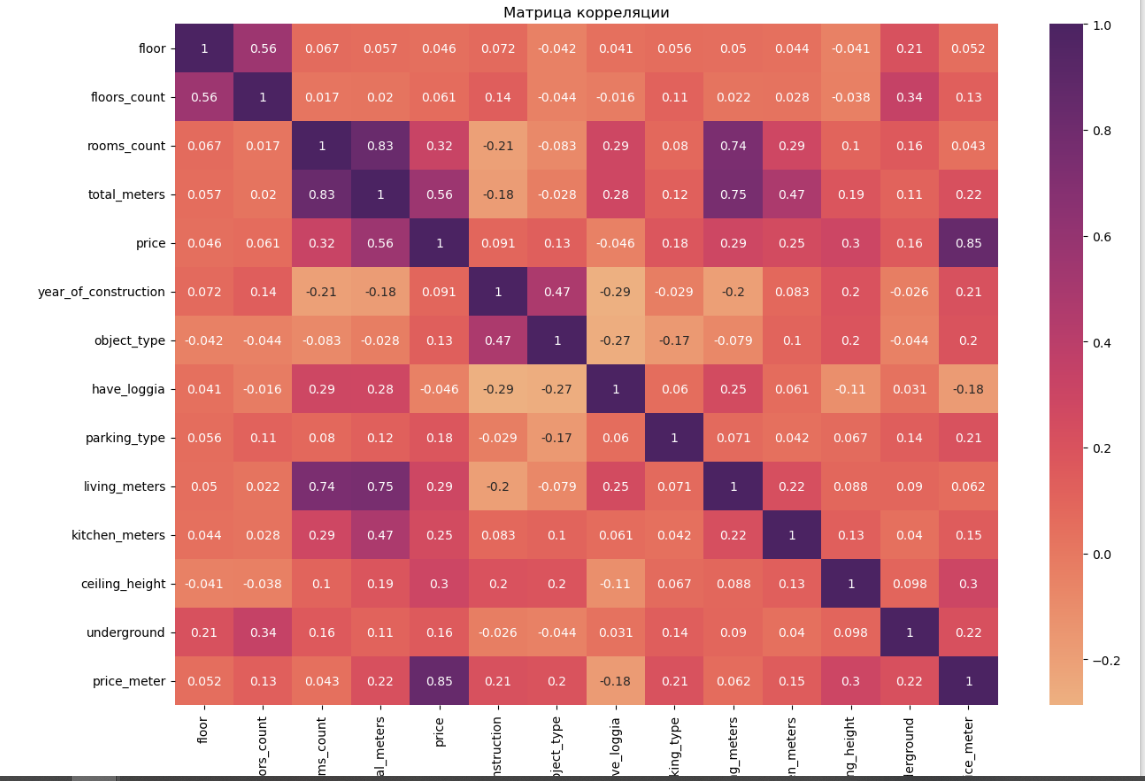 Матрица корреляции
floor 1 0.56 0.067 0.057 0.046 0.072 -0.042 0.041 0.056 0.05 0.044 -0.041 0.21 0.052
floors_count 0.56 1 0.017 0.02 0.061 0.14 -0.044 -0.016 0.11 0.022 0.028 -0.038 0.34 0.13
rooms_count 0.067 0.017 1 0.83 0.32 -0.21 -0.083 0.29 0.08 0.74 0.29 0.1 0.16 0.043
total_meters 0.057 0.02 0.83 1 0.56 -0.18 -0.028 0.28 0.12 0.75 0.47 0.19 0.11 0.22
price 0.046 0.061 0.32 0.56 1 0.091 0.13 -0.046 0.18 0.29 0.25 0.3 0.16 0.85
year_of_construction 0.072 0.14 -0.21 -0.18 0.091 1 0.47 -0.29 -0.029 -0.2 0.083 0.2 -0.026 0.21
object_type -0.042 -0.044 -0.083 -0.028 0.13 0.47 1 -0.27 -0.17 -0.079 0.1 0.2 -0.044 0.2
have_loggia 0.041 -0.016 0.29 0.28 -0.046 -0.29 -0.27 1 0.06 0.25 0.061 -0.11 0.031 -0.18
parking_type 0.056 0.11 0.08 0.12 0.18 -0.029 -0.17 0.06 1 0.071 0.042 0.067 0.14 0.21
living_meters 0.05 0.022 0.74 0.75 0.29 -0.2 -0.079 0.25 0.071 1 0.22 0.088 0.09 0.062
kitchen_meters 0.044 0.028 0.29 0.47 0.25 0.083 0.1 0.061 0.042 0.22 1 0.13 0.04 0.15
ceiling_height -0.041 -0.038 0.1 0.19 0.3 0.2 0.2 -0.11 0.067 0.088 0.13 1 0.098 0.3
underground 0.21 0.34 0.16 0.11 0.16 -0.026 -0.044 0.031 0.14 0.09 0.04 0.098 1 0.22
price_meter 0.052 0.13 0.043 0.22 0.85 0.21 0.2 -0.18 0.21 0.062 0.15 0.3 0.22 1
floor
ors_count
ms_count
al_meters
price
nstruction
ject_type
ve_loggia
king_type
g_meters
en_meters
ng_height
erground
ce_meter
1.0
0.8
0.6
0.4
0.2
0.0
−0.2